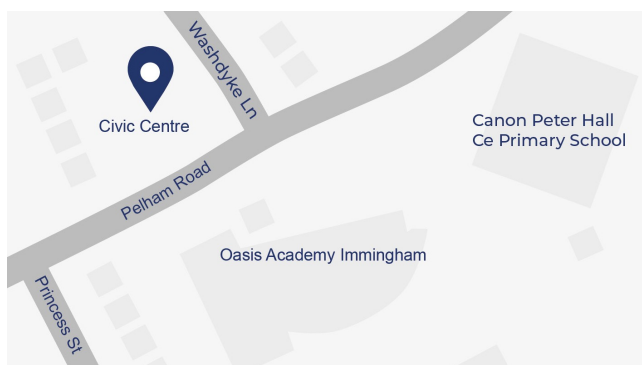 Washdyke Ln
Civic Centre
Canon Peter Hall
Ce Primary School
Pelham Road
Oasis Academy Immingham
Princess St